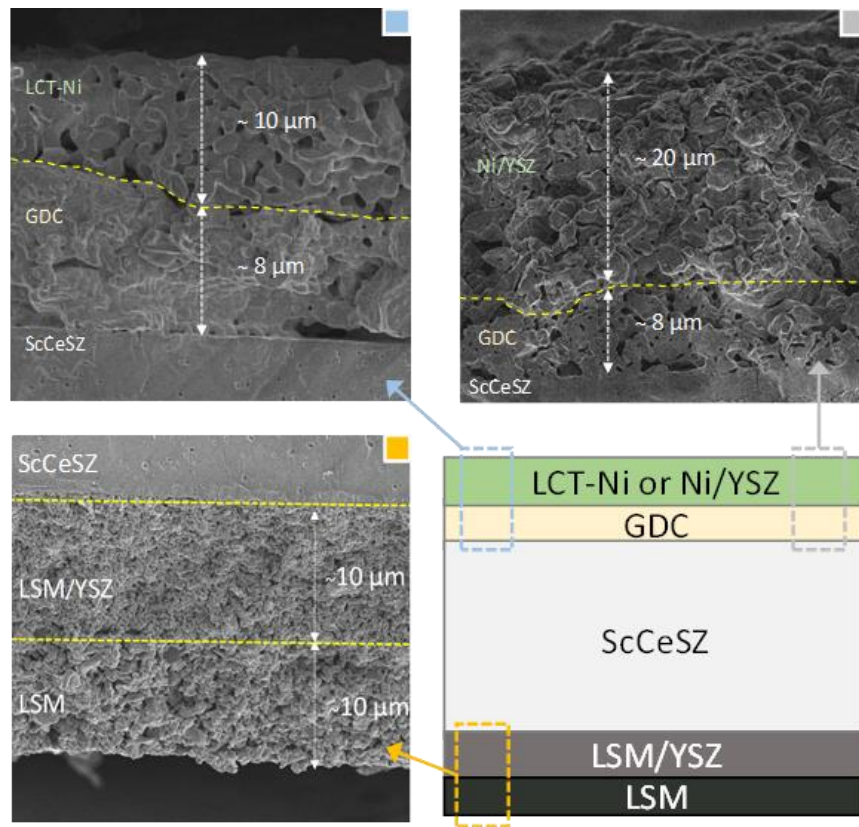 LCT-Ni
~ 10 µm
GDC
~ 8 µm
ScCeSZ
Ni/YSZ
~ 20 µm
GDC
~ 8 µm
ScCeSZ
ScCeSZ
LSM/YSZ
~10 µm
LSM
~10 µm
LCT-Ni or Ni/YSZ
GDC
ScCeSZ
LSM/YSZ
LSM